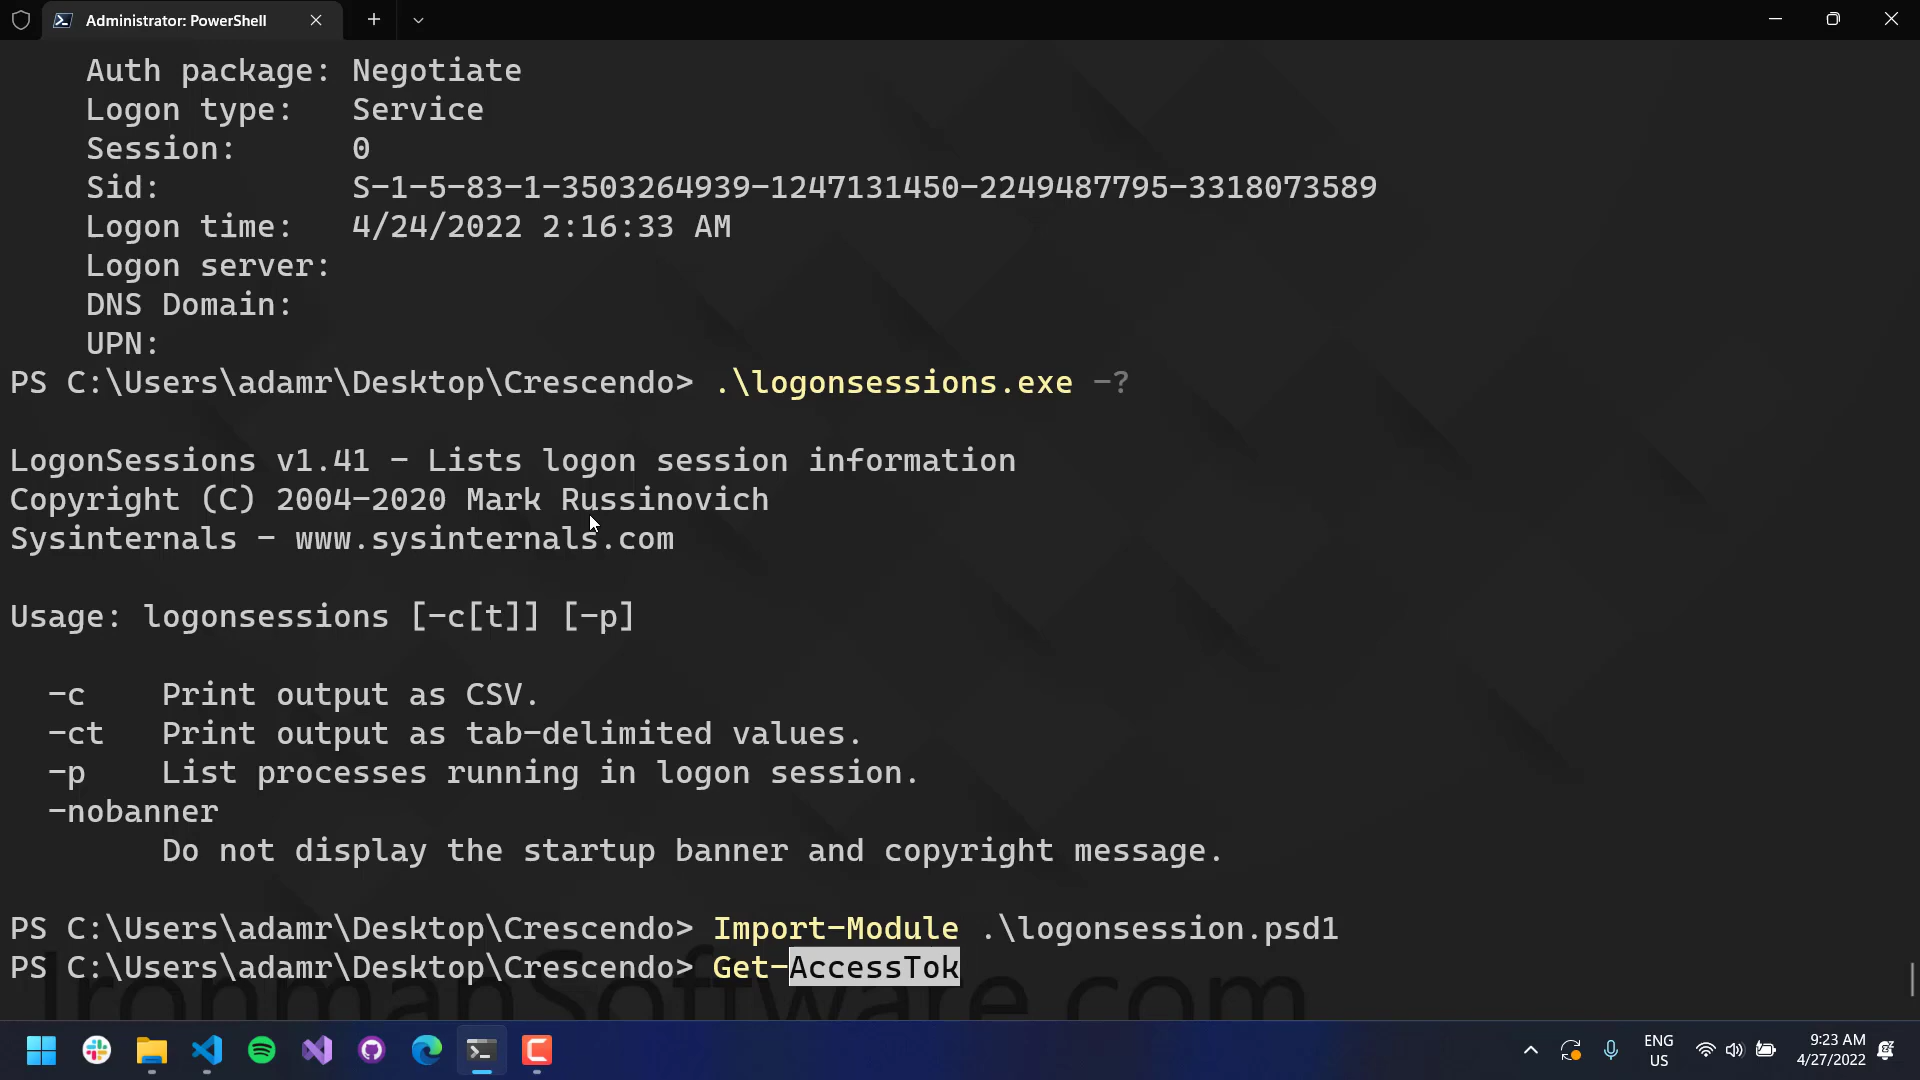 Administrator: PowerShell
Auth package: Negotiate
Logon type:   Service
Session:      0
Sid:          S-1-5-83-1-3503264939-1247131450-2249487795-3318073589
Logon time:   4/24/2022 2:16:33 AM
Logon server:
DNS Domain:
UPN:
PS C:\Users\adamr\Desktop\Crescendo> .\logonsessions.exe -?
LogonSessions v1.41 - Lists logon session information
Copyright (C) 2004-2020 Mark Russinovich
Sysinternals - www.sysinternals.com
Usage: logonsessions [-c[t]] [-p]
-c    Print output as CSV.
-ct   Print output as tab-delimited values.
-p    List processes running in logon session.
-nobanner
Do not display the startup banner and copyright message.
PS C:\Users\adamr\Desktop\Crescendo> Import-Module .\logonsession.psd1
PS C:\Users\adamr\Desktop\Crescendo> Get-AccessTok
IronmanSoftware.com
ENG
US
9:23 AM
4/27/2022